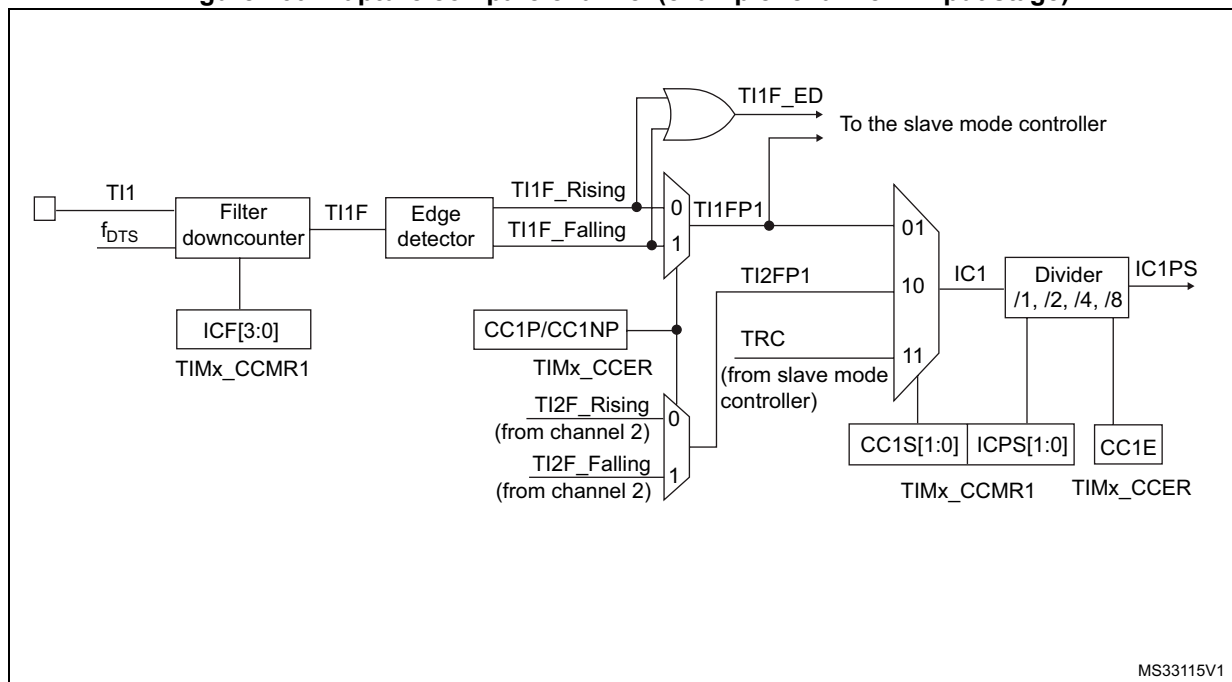 TI1F_ED
To the slave mode controller
TI1
f_DTS
Filter
downcounter
TI1F
Edge
detector
TI1F_Rising
TI1F_Falling
0
1
TI1FP1
01
10
11
TI2FP1
TRC
(from slave mode
controller)
IC1
Divider
/1, /2, /4, /8
IC1PS
ICF[3:0]
TIMx_CCMR1
CC1P/CC1NP
TIMx_CCER
TI2F_Rising
(from channel 2)
TI2F_Falling
(from channel 2)
0
1
CC1S[1:0]
ICPS[1:0]
CC1E
TIMx_CCMR1
TIMx_CCER
MS33115V1